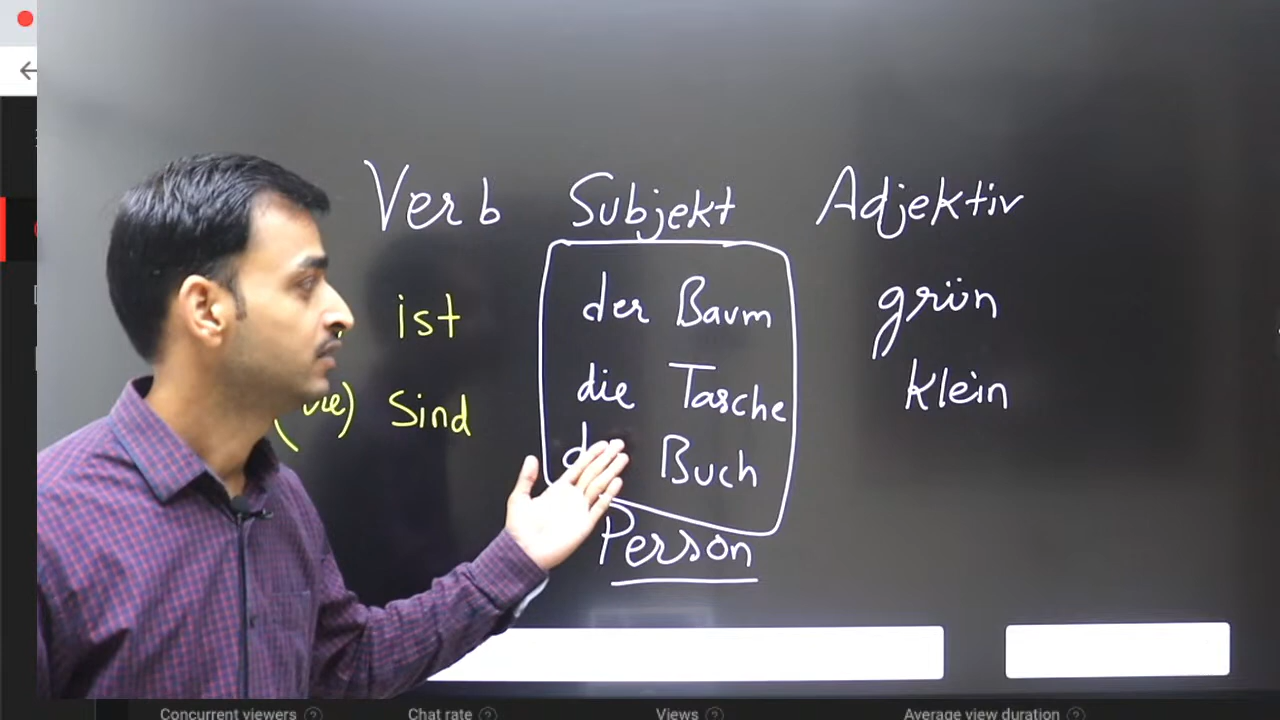 Verb Subjekt Adjektiv
ist der Baum grün
Sind die Tasche klein
Buch
Person
Concurrent viewers Chat rate Views Average view duration